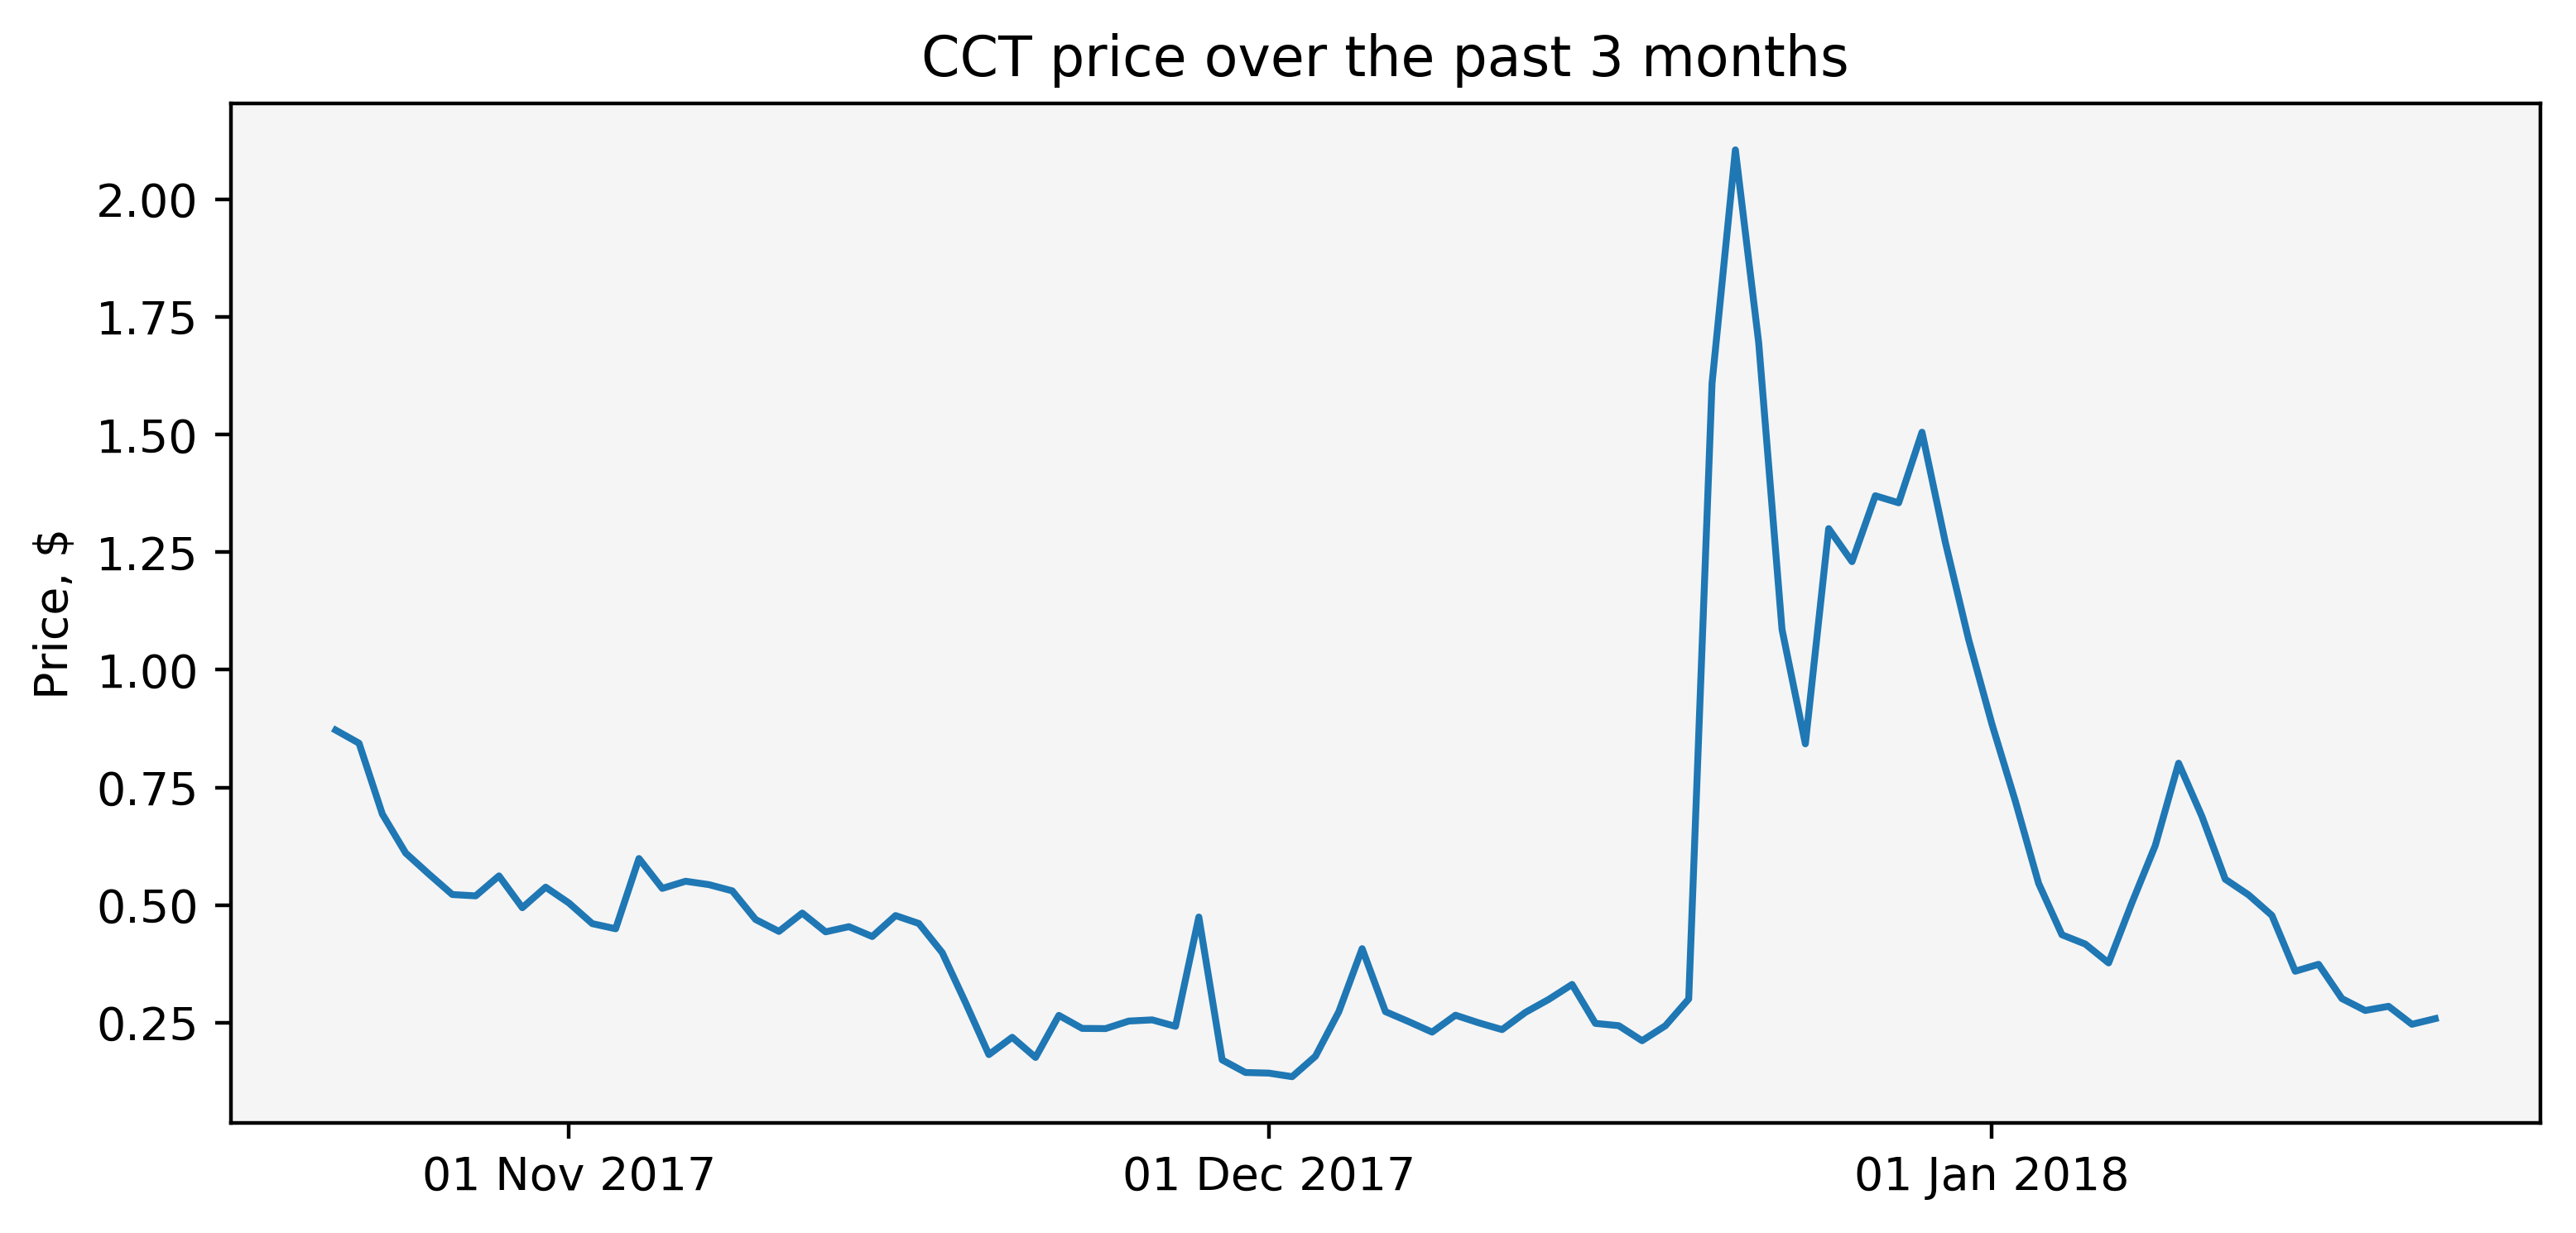 CCT price over the past 3 months
Price, $
2.00
1.75
1.50
1.25
1.00
0.75
0.50
0.25
01 Nov 2017
01 Dec 2017
01 Jan 2018